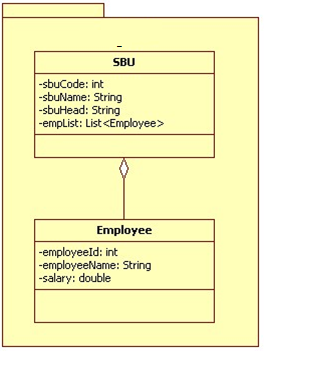 SBU
-sbuCode: int
-sbuName: String
-sbuHead: String
-empList: List<Employee>
Employee
-employeeId: int
-employeeName: String
-salary: double